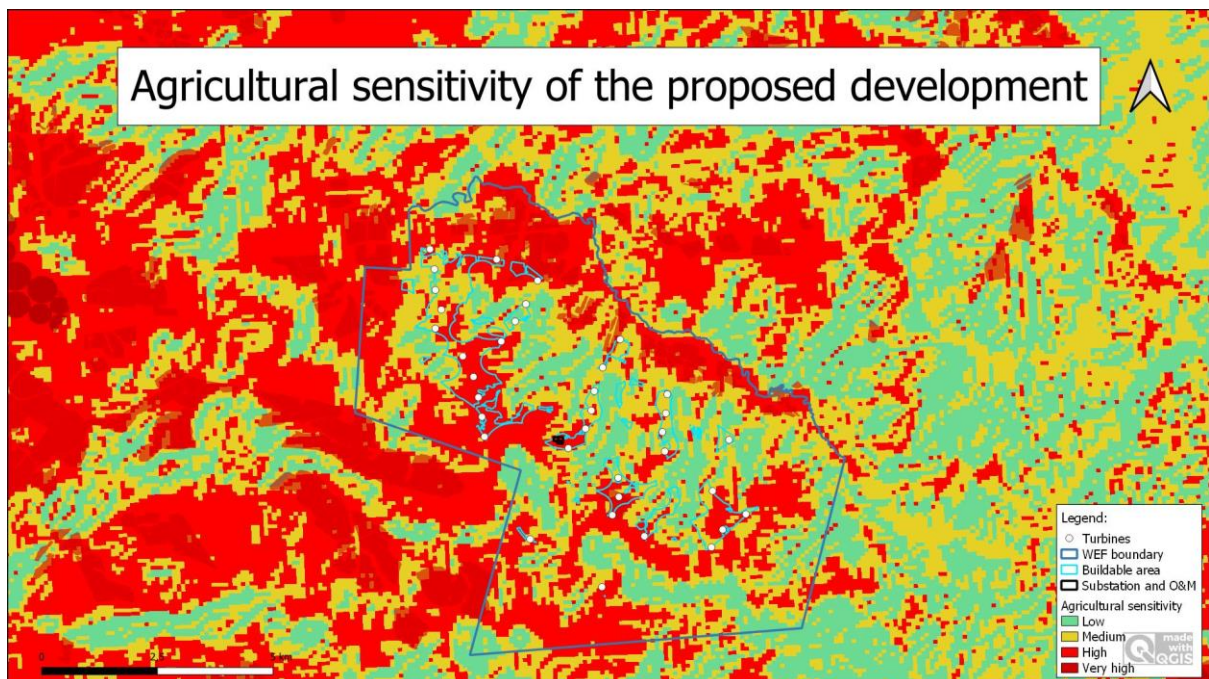 Agricultural sensitivity of the proposed development
Legend:
Turbines
WEF boundary
Buildable area
Substation and O&M
Agricultural sensitivity
Low
Medium
High
Very high
made
with
QGIS
0